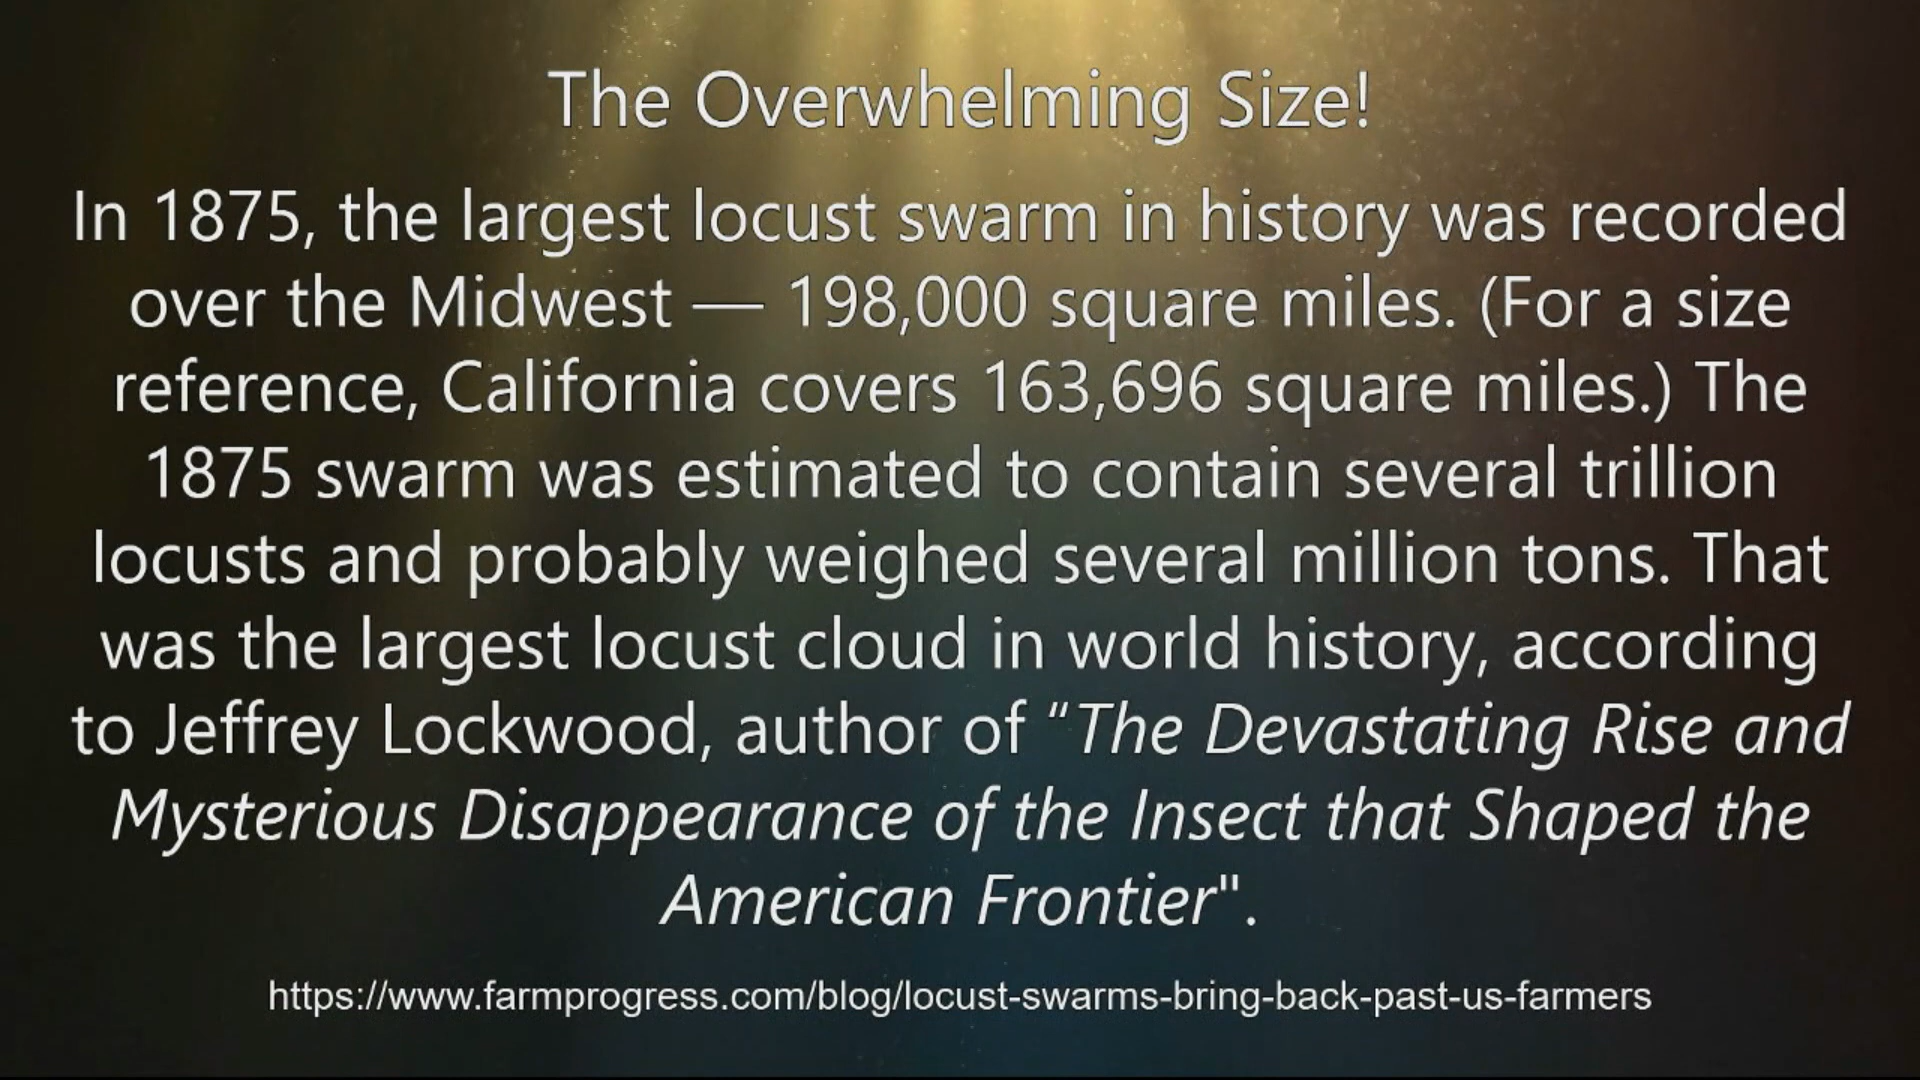 The Overwhelming Size!
In 1875, the largest locust swarm in history was recorded
over the Midwest — 198,000 square miles. (For a size
reference, California covers 163,696 square miles.) The
1875 swarm was estimated to contain several trillion
locusts and probably weighed several million tons. That
was the largest locust cloud in world history, according
to Jeffrey Lockwood, author of “The Devastating Rise and
Mysterious Disappearance of the Insect that Shaped the
American Frontier".
https://www.farmprogress.com/blog/locust-swarms-bring-back-past-us-farmers